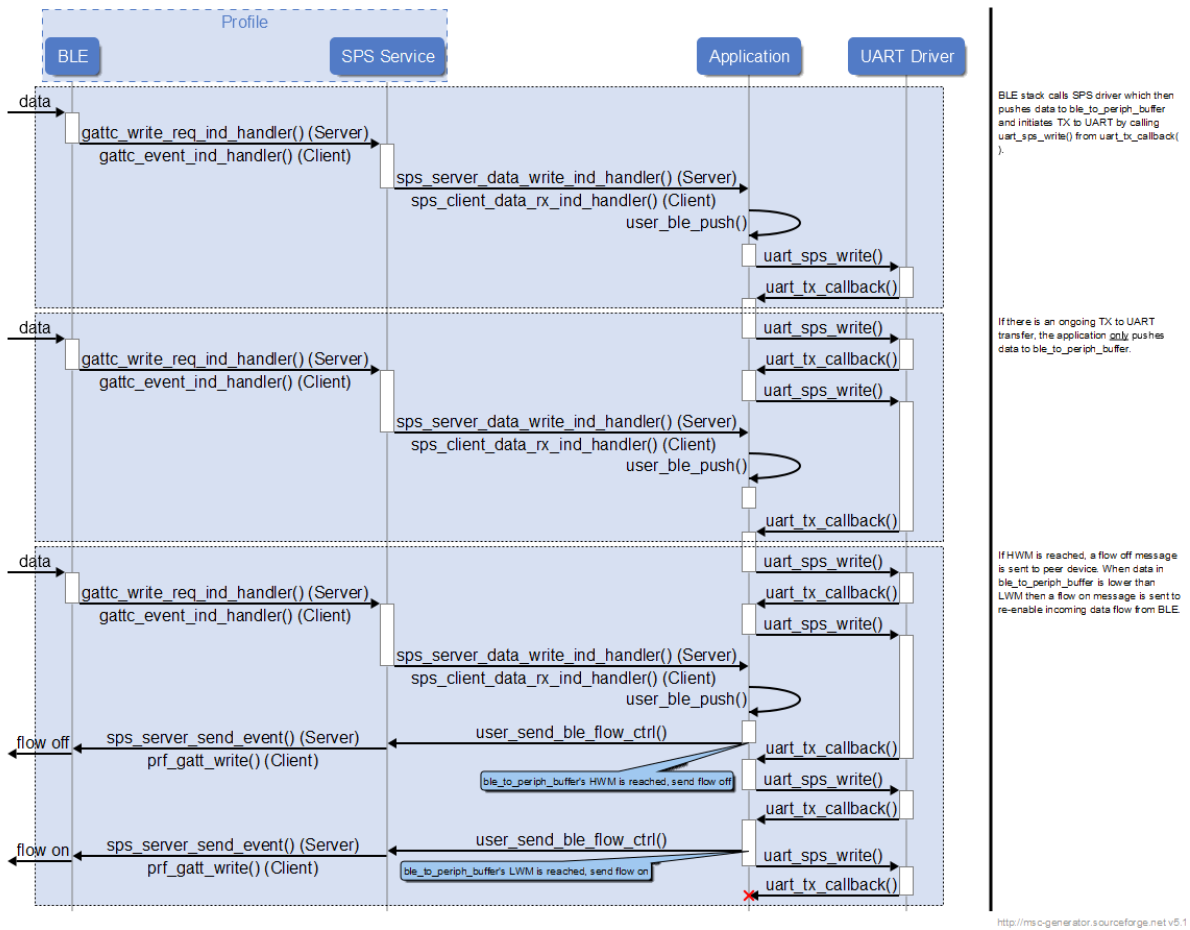 Profile
BLE
SPS Service
Application
UART Driver
data
gattc_write_req_ind_handler() (Server)
gattc_event_ind_handler() (Client)
sps_server_data_write_ind_handler() (Server)
sps_client_data_rx_ind_handler() (Client)
user_ble_push()
uart_sps_write()
uart_tx_callback()
BLE stack calls SPS driver which then
pushes data to ble_to_periph_buffer
and initiates TX to UART by calling
uart_sps_write() from uart_tx_callback(
).
data
uart_sps_write()
gattc_write_req_ind_handler() (Server)
uart_tx_callback()
gattc_event_ind_handler() (Client)
uart_sps_write()
sps_server_data_write_ind_handler() (Server)
sps_client_data_rx_ind_handler() (Client)
user_ble_push()
uart_tx_callback()
If there is an ongoing TX to UART
transfer, the application only pushes
data to ble_to_periph_buffer.
data
uart_sps_write()
gattc_write_req_ind_handler() (Server)
uart_tx_callback()
gattc_event_ind_handler() (Client)
uart_sps_write()
sps_server_data_write_ind_handler() (Server)
sps_client_data_rx_ind_handler() (Client)
user_ble_push()
flow off
sps_server_send_event() (Server)
user_send_ble_flow_ctrl()
uart_tx_callback()
prf_gatt_write() (Client)
ble_to_periph_buffer's HWM is reached, send flow off
uart_sps_write()
uart_tx_callback()
flow on
sps_server_send_event() (Server)
user_send_ble_flow_ctrl()
uart_sps_write()
prf_gatt_write() (Client)
ble_to_periph_buffer's LWM is reached, send flow on
uart_tx_callback()
If HWM is reached, a flow off message
is sent to peer device. When data in
ble_to_periph_buffer is lower than
LWM then a flow on message is sent to
re-enable incoming data flow from BLE.
http://msc-generator.sourceforge.net v5.1